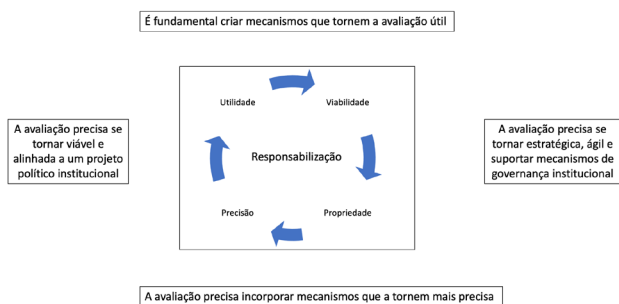 É fundamental criar mecanismos que tornem a avaliação útil
Utilidade
Viabilidade
A avaliação precisa se
tornar viável e
alinhada a um projeto
político institucional
Responsabilização
A avaliação precisa se
tornar estratégica, ágil e
suportar mecanismos de
governança institucional
Precisão
Propriedade
A avaliação precisa incorporar mecanismos que a tornem mais precisa